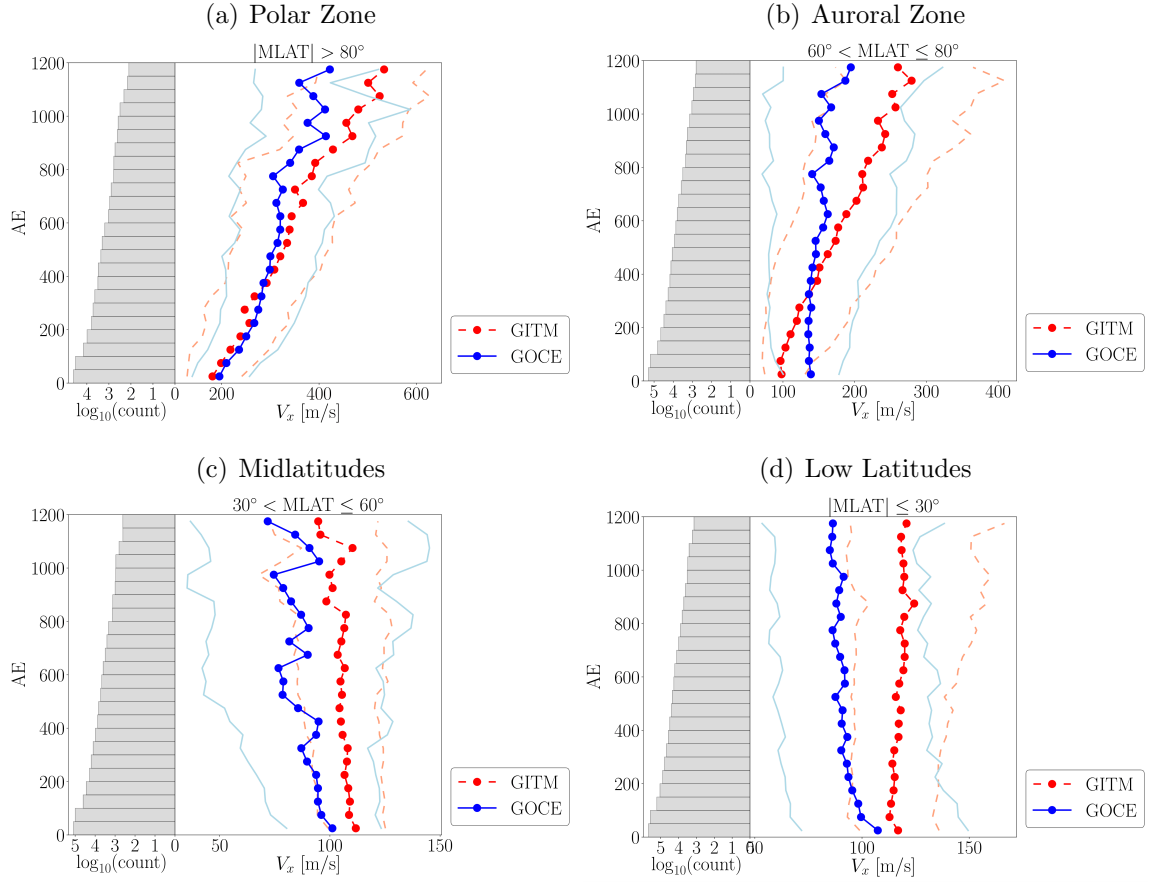 (a) Polar Zone
|MLAT| > 80°
1200
1000
800
600
400
200
0
AE
5 4 3 2 1 0
log10(count)
200 400 600
Vx [m/s]
GITM
GOCE
(b) Auroral Zone
60° < MLAT ≤ 80°
1200
1000
800
600
400
200
0
AE
5 4 3 2 1 0
log10(count)
100 200 300 400
Vx [m/s]
GITM
GOCE
(c) Midlatitudes
30° < MLAT ≤ 60°
1200
1000
800
600
400
200
0
AE
5 4 3 2 1 0
log10(count)
50 100 150
Vx [m/s]
GITM
GOCE
(d) Low Latitudes
|MLAT| ≤ 30°
1200
1000
800
600
400
200
0
AE
5 4 3 2 1 0
log10(count)
50 100 150
Vx [m/s]
GITM
GOCE